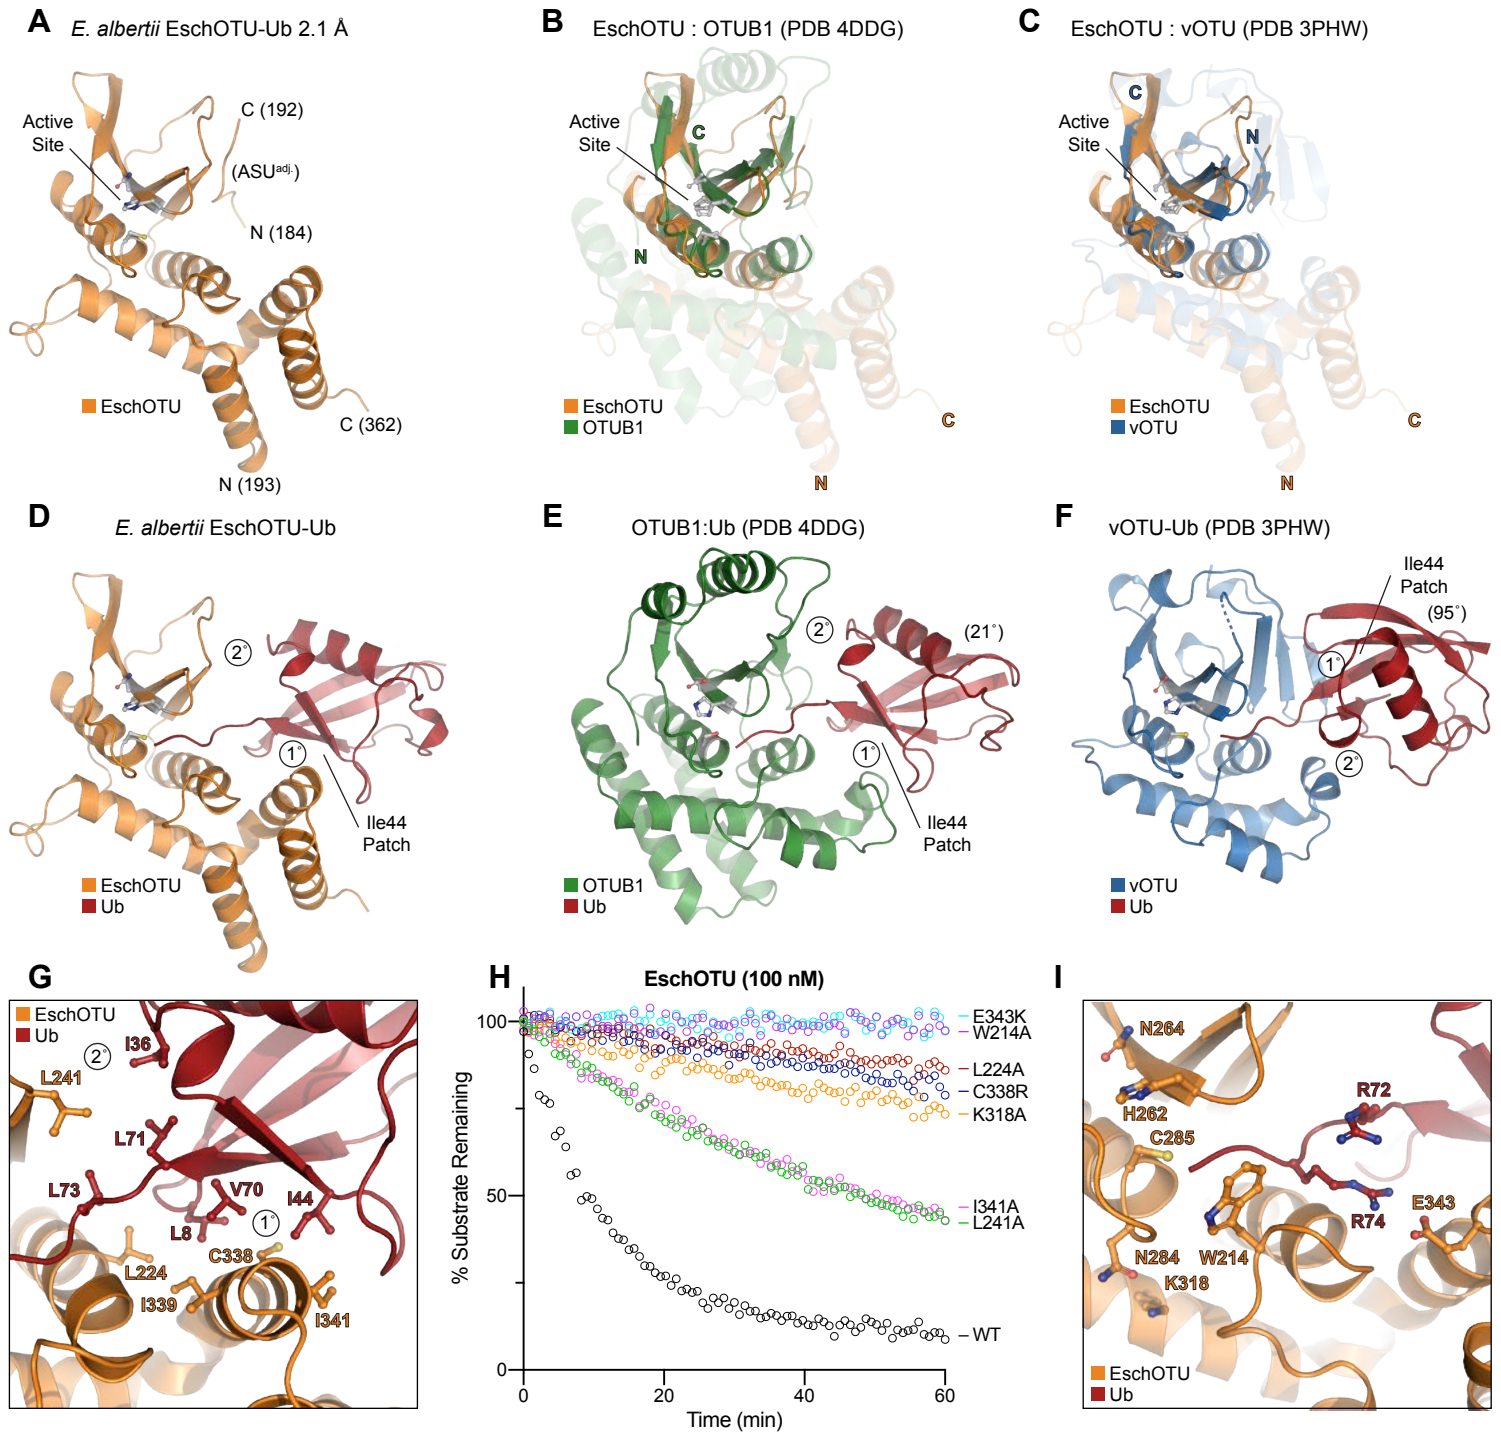 A
E. albertii EschOTU-Ub 2.1 Å
Active
Site
C (192)
(ASUadj.)
N (184)
EschOTU
C (362)
N (193)
B
EschOTU : OTUB1 (PDB 4DDG)
Active
Site
C
N
EschOTU
OTUB1
C
N
C
EschOTU : vOTU (PDB 3PHW)
C
Active
Site
N
EschOTU
vOTU
C
N
D
E. albertii EschOTU-Ub
2°
1°
Ile44
Patch
EschOTU
Ub
E
OTUB1:Ub (PDB 4DDG)
2°
(21°)
1°
Ile44
Patch
OTUB1
Ub
F
vOTU-Ub (PDB 3PHW)
Ile44
Patch
(95°)
1°
2°
vOTU
Ub
G
EschOTU
Ub
I36
2°
L241
L71
L73
V70
I44
L8
1°
C338
L224
I339
I341
H
EschOTU (100 nM)
% Substrate Remaining
100
50
0
0
20
40
60
Time (min)
E343K
W214A
L224A
C338R
K318A
I341A
L241A
WT
I
N264
R72
H262
C285
E343
R74
N284
W214
K318
EschOTU
Ub